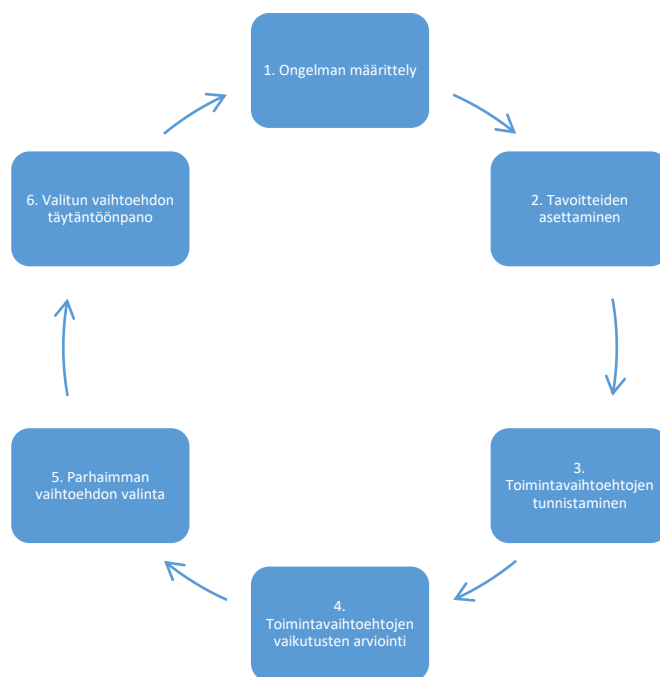 1. Ongelman määrittely
2. Tavoitteiden
asettaminen
3.
Toimintavaihtoehtojen
tunnistaminen
4.
Toimintavaihtoehtojen
vaikutusten arviointi
5. Parhaimman
vaihtoehdon valinta
6. Valitun vaihtoehdon
täytäntöönpano